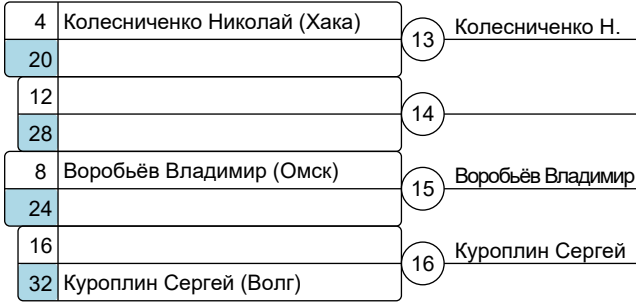 4 Колесниченко Николай (Хака)
13 Колесниченко Н.
20
12
14
28
8 Воробьёв Владимир (Омск)
15 Воробьёв Владимир
24
16
16 Куроплин Сергей
32 Куроплин Сергей (Волг)